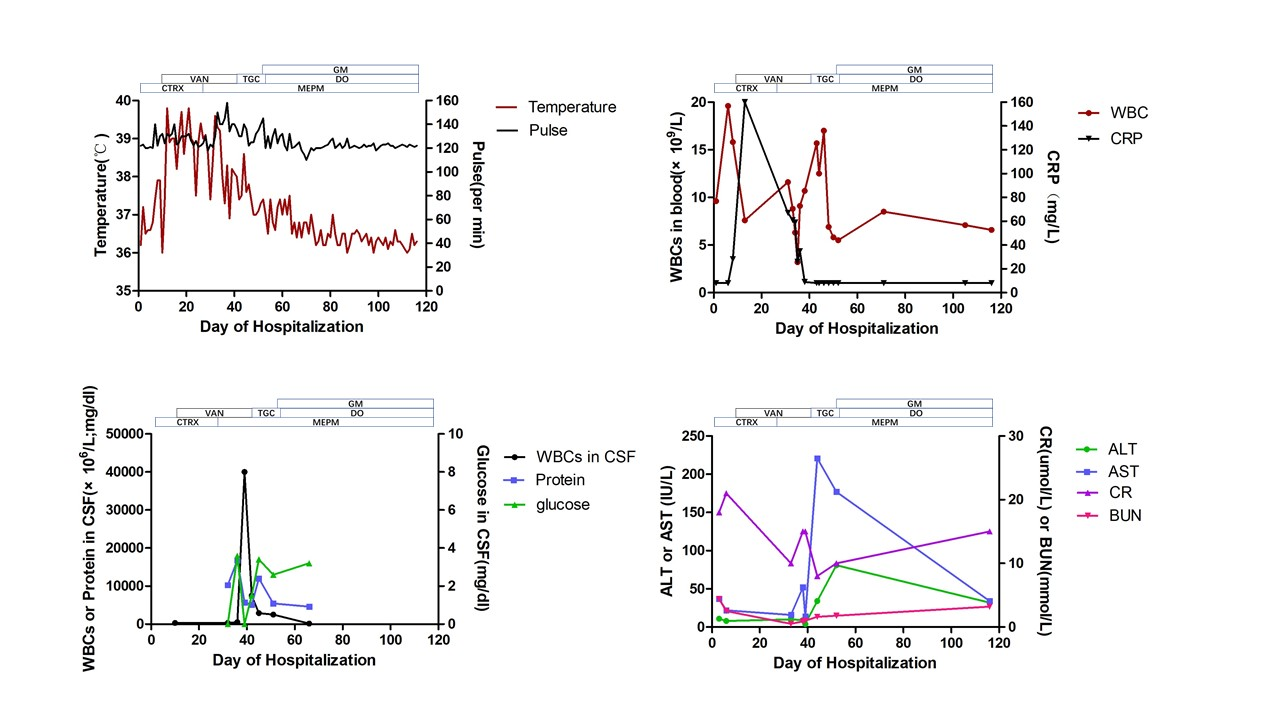 GM
VAN TGC DO
CTRX MEPM
40
39
38
37
36
35
Temperature(℃)
160
140
120
100
80
60
40
20
0
Pulse(per min)
0 20 40 60 80 100 120
Day of Hospitalization
Temperature
Pulse
GM
VAN TGC DO
CTRX MEPM
20
15
10
5
0
WBCs in blood(× 10⁹/L)
160
140
120
100
80
60
40
20
0
CRP（mg/L)
0 20 40 60 80 100 120
Day of Hospitalization
WBC
CRP
GM
VAN TGC DO
CTRX MEPM
50000
40000
30000
20000
10000
0
WBCs or Protein in CSF(× 10⁶/L;mg/dl)
10
8
6
4
2
0
Glucose in CSF(mg/dl)
0 20 40 60 80 100 120
Day of Hospitalization
WBCs in CSF
Protein
glucose
GM
VAN TGC DO
CTRX MEPM
250
200
150
100
50
0
ALT or AST (IU/L)
30
20
10
0
CR(umol/L) or BUN(mmol/L)
0 20 40 60 80 100 120
Day of Hospitalization
ALT
AST
CR
BUN